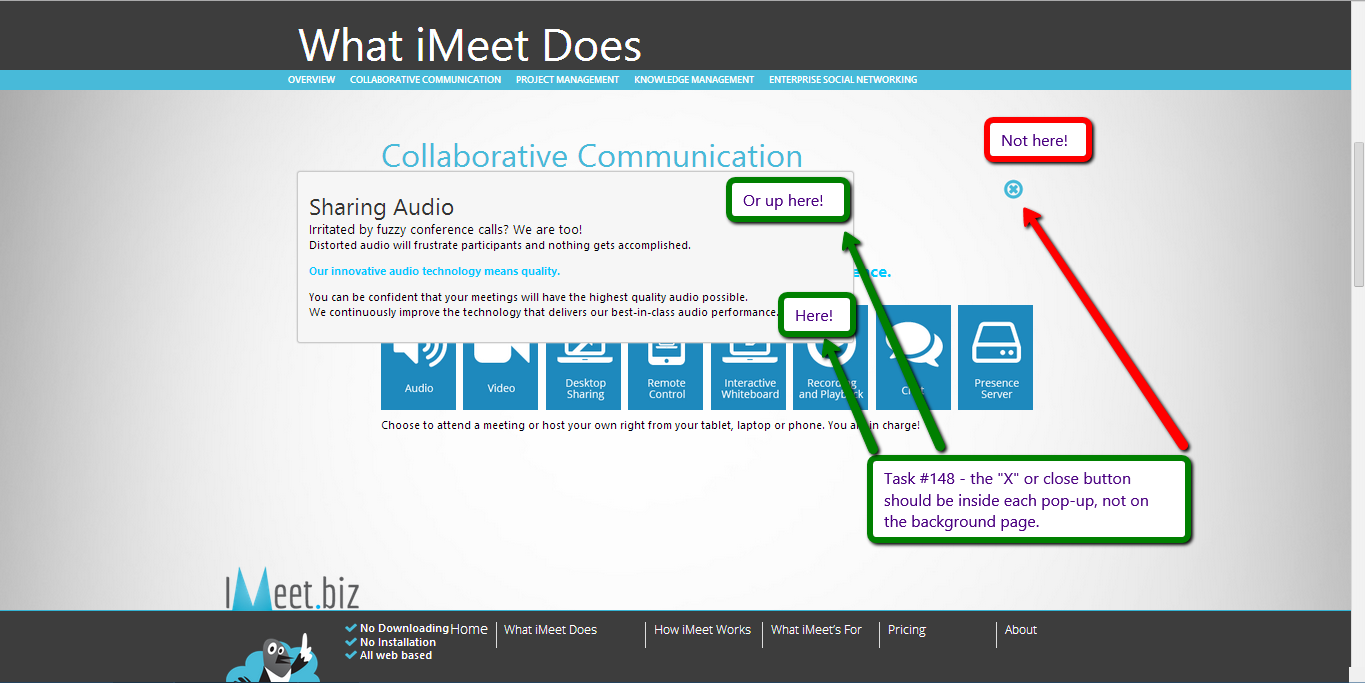 What iMeet Does
OVERVIEW COLLABORATIVE COMMUNICATION PROJECT MANAGEMENT KNOWLEDGE MANAGEMENT ENTERPRISE SOCIAL NETWORKING
Not here!
Collaborative Communication
Or up here!
Sharing Audio
Irritated by fuzzy conference calls? We are too!
Distorted audio will frustrate participants and nothing gets accomplished.
Our innovative audio technology means quality.
You can be confident that your meetings will have the highest quality audio possible.
We continuously improve the technology that delivers our best-in-class audio performance.
Here!
Audio
Video
Desktop
Sharing
Remote
Control
Interactive
Whiteboard
Recording
and Playback
Chat
Presence
Server
Choose to attend a meeting or host your own right from your tablet, laptop or phone. You are in charge!
Task #148 - the "X" or close button
should be inside each pop-up, not on
the background page.
IMeet.biz
No Downloading
No Installation
All web based
Home
What iMeet Does
How iMeet Works
What iMeet's For
Pricing
About